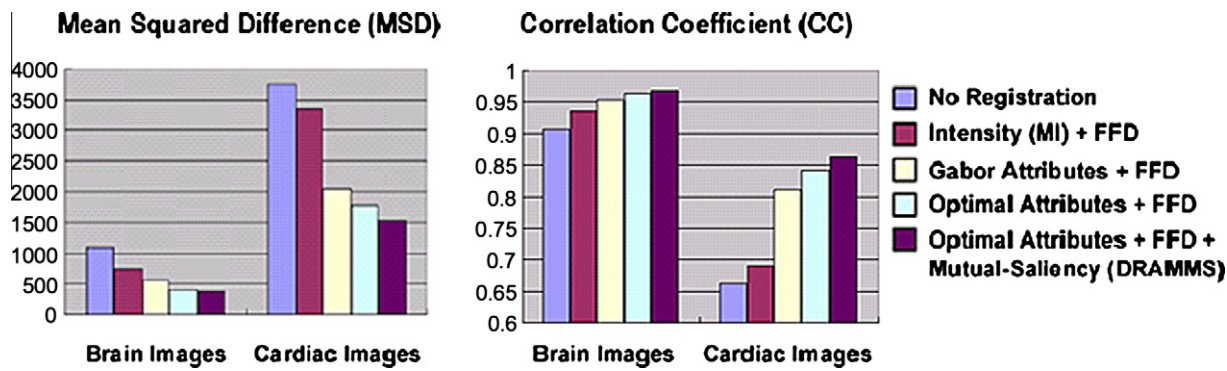 Mean Squared Difference (MSD)
4000
3500
3000
2500
2000
1500
1000
500
0
Brain Images
Cardiac Images
Correlation Coefficient (CC)
1
0.95
0.9
0.85
0.8
0.75
0.7
0.65
0.6
Brain Images
Cardiac Images
No Registration
Intensity (MI) + FFD
Gabor Attributes + FFD
Optimal Attributes + FFD
Optimal Attributes + FFD +
Mutual-Saliency (DRAMMS)